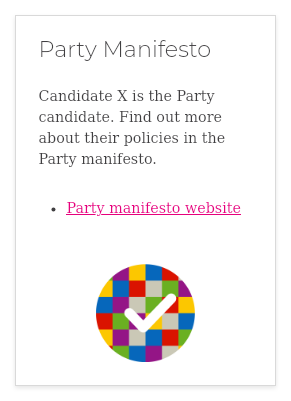 Party Manifesto
Candidate X is the Party
candidate. Find out more
about their policies in the
Party manifesto.
• Party manifesto website